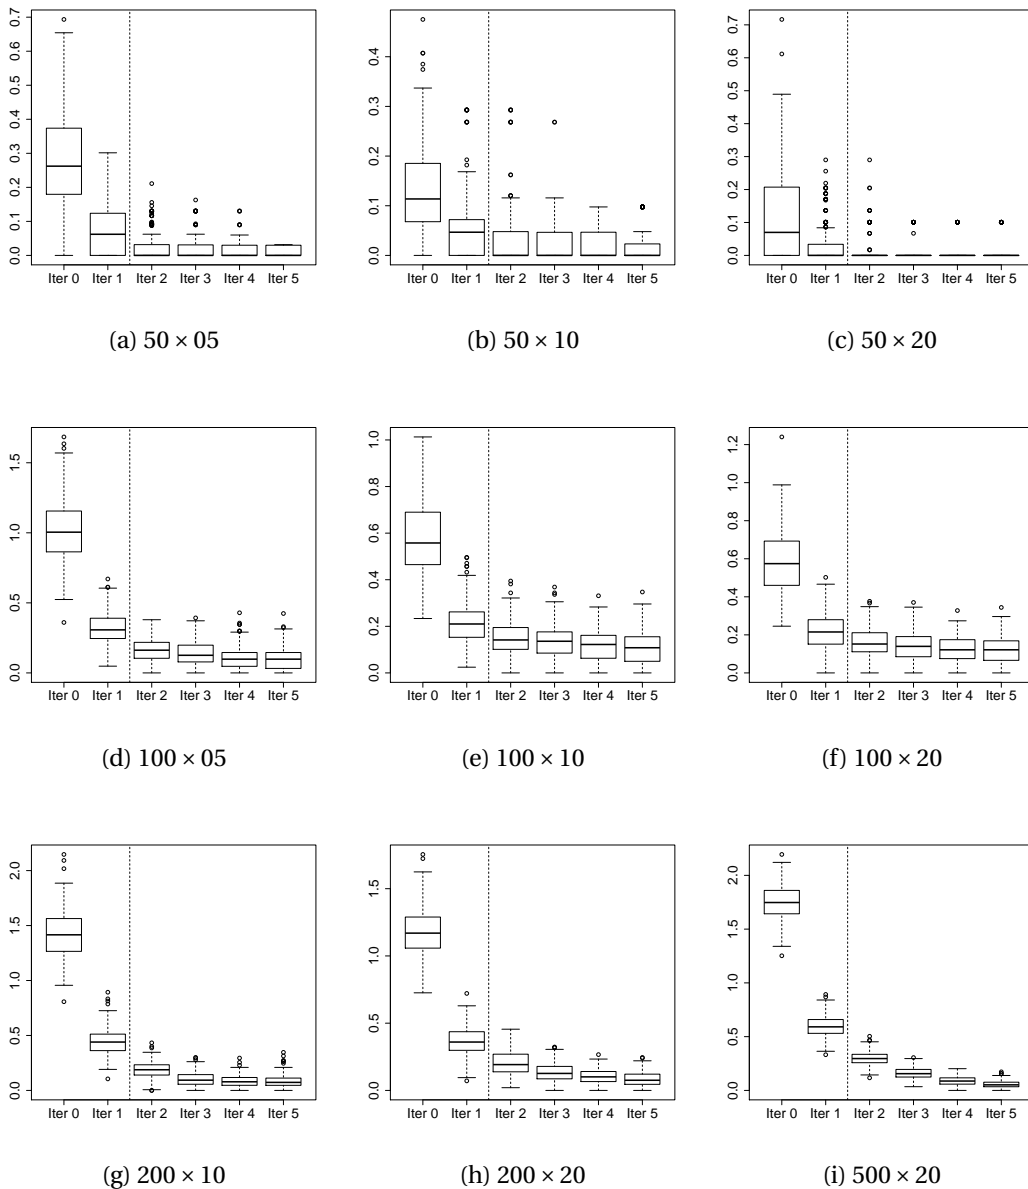 0.0 0.1 0.2 0.3 0.4 0.5 0.6 0.7
Iter 0 Iter 1 Iter 2 Iter 3 Iter 4 Iter 5
(a) 50 × 05
0.0 0.1 0.2 0.3 0.4
Iter 0 Iter 1 Iter 2 Iter 3 Iter 4 Iter 5
(b) 50 × 10
0.0 0.1 0.2 0.3 0.4 0.5 0.6 0.7
Iter 0 Iter 1 Iter 2 Iter 3 Iter 4 Iter 5
(c) 50 × 20
0.0 0.5 1.0 1.5
Iter 0 Iter 1 Iter 2 Iter 3 Iter 4 Iter 5
(d) 100 × 05
0.0 0.2 0.4 0.6 0.8 1.0
Iter 0 Iter 1 Iter 2 Iter 3 Iter 4 Iter 5
(e) 100 × 10
0.0 0.2 0.4 0.6 0.8 1.0 1.2
Iter 0 Iter 1 Iter 2 Iter 3 Iter 4 Iter 5
(f) 100 × 20
0.0 0.5 1.0 1.5 2.0
Iter 0 Iter 1 Iter 2 Iter 3 Iter 4 Iter 5
(g) 200 × 10
0.0 0.5 1.0 1.5
Iter 0 Iter 1 Iter 2 Iter 3 Iter 4 Iter 5
(h) 200 × 20
0.0 0.5 1.0 1.5 2.0
Iter 0 Iter 1 Iter 2 Iter 3 Iter 4 Iter 5
(i) 500 × 20